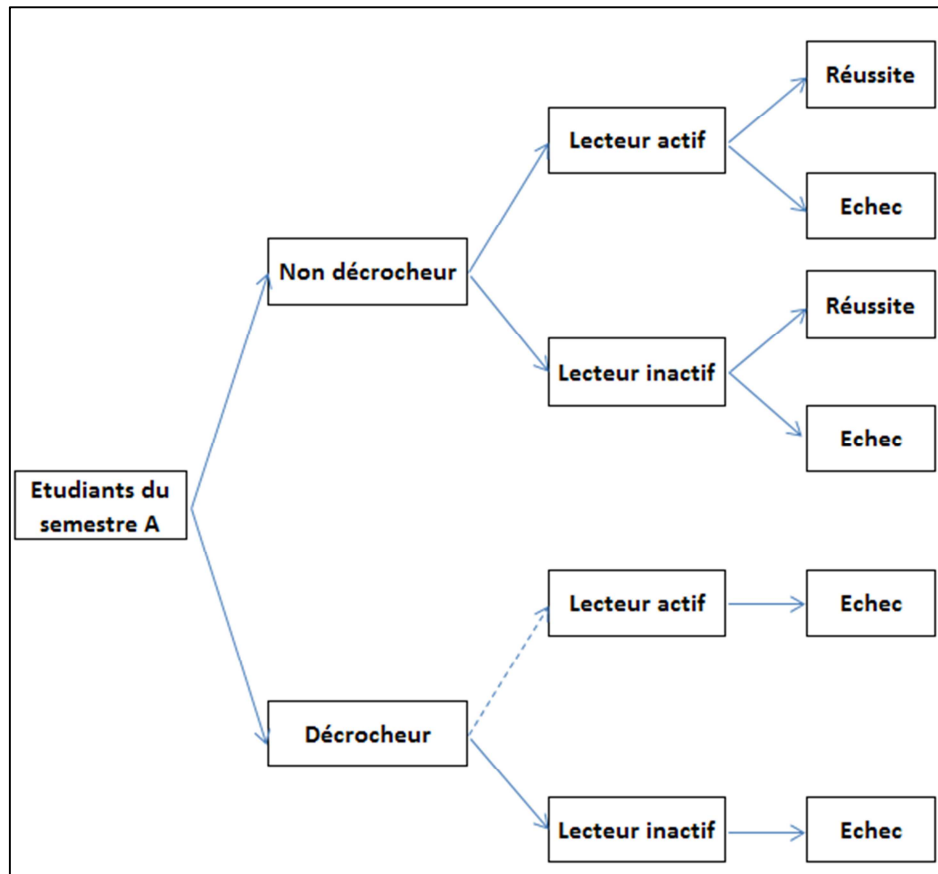 Réussite
Lecteur actif
Echec
Non décrocheur
Réussite
Lecteur inactif
Echec
Etudiants du
semestre A
Lecteur actif
Echec
Décrocheur
Lecteur inactif
Echec